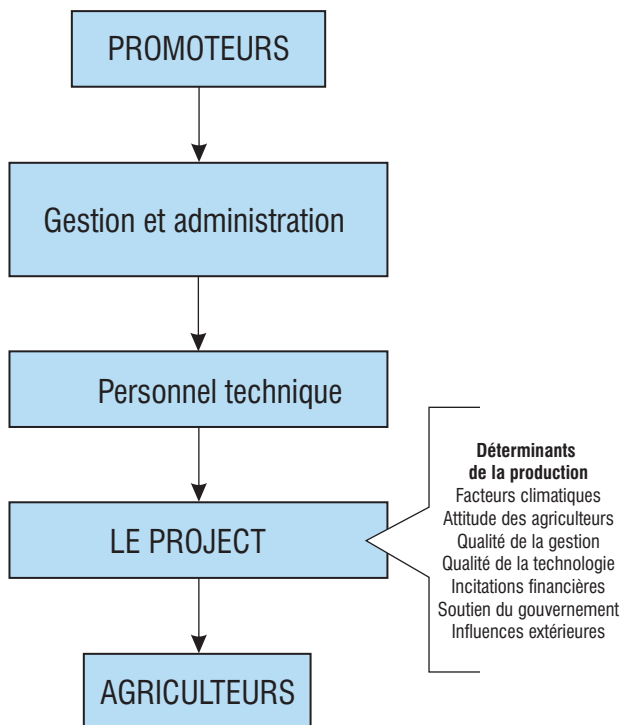 PROMOTEURS
Gestion et administration
Personnel technique
LE PROJECT
Déterminants
de la production
Facteurs climatiques
Attitude des agriculteurs
Qualité de la gestion
Qualité de la technologie
Incitations financières
Soutien du gouvernement
Influences extérieures
AGRICULTEURS